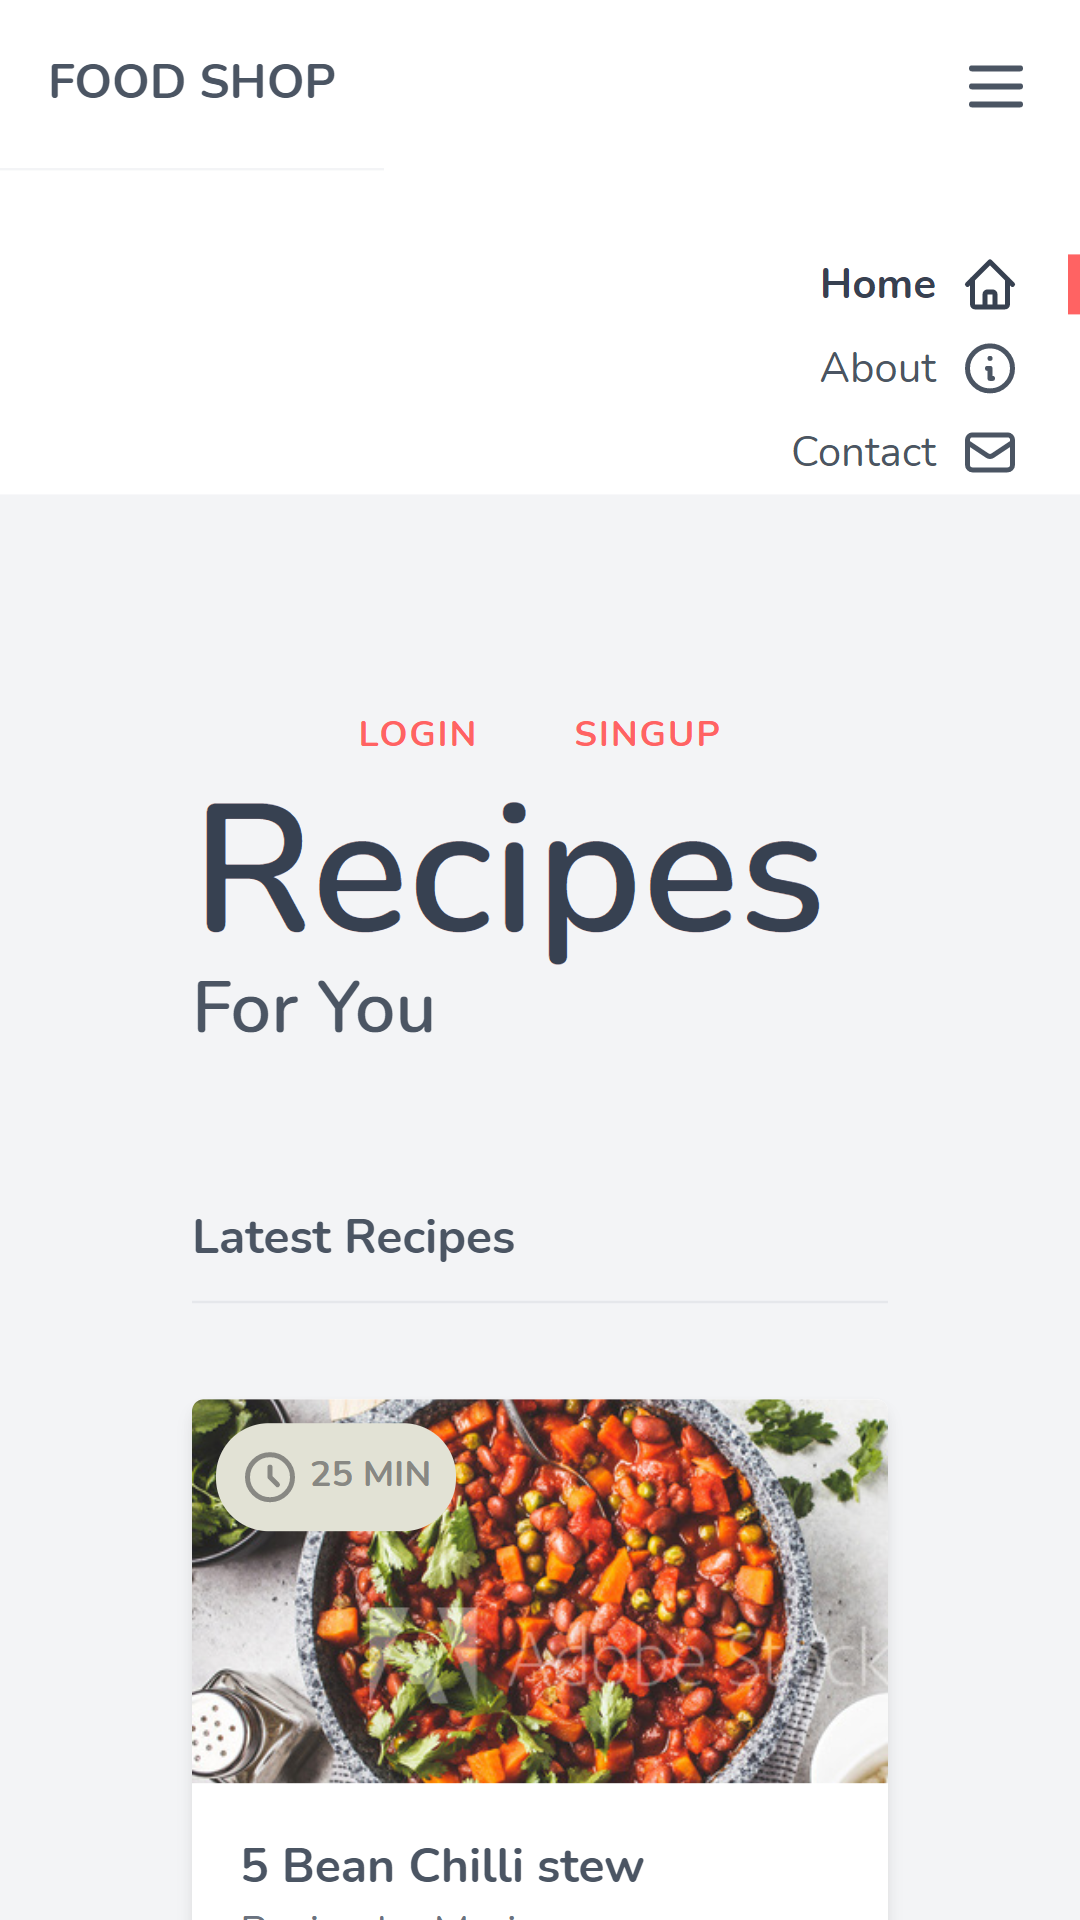 FOOD SHOP
Home
About
Contact
LOGIN SINGUP
Recipes
For You
Latest Recipes
25 MIN
Adobe Stock
5 Bean Chilli stew